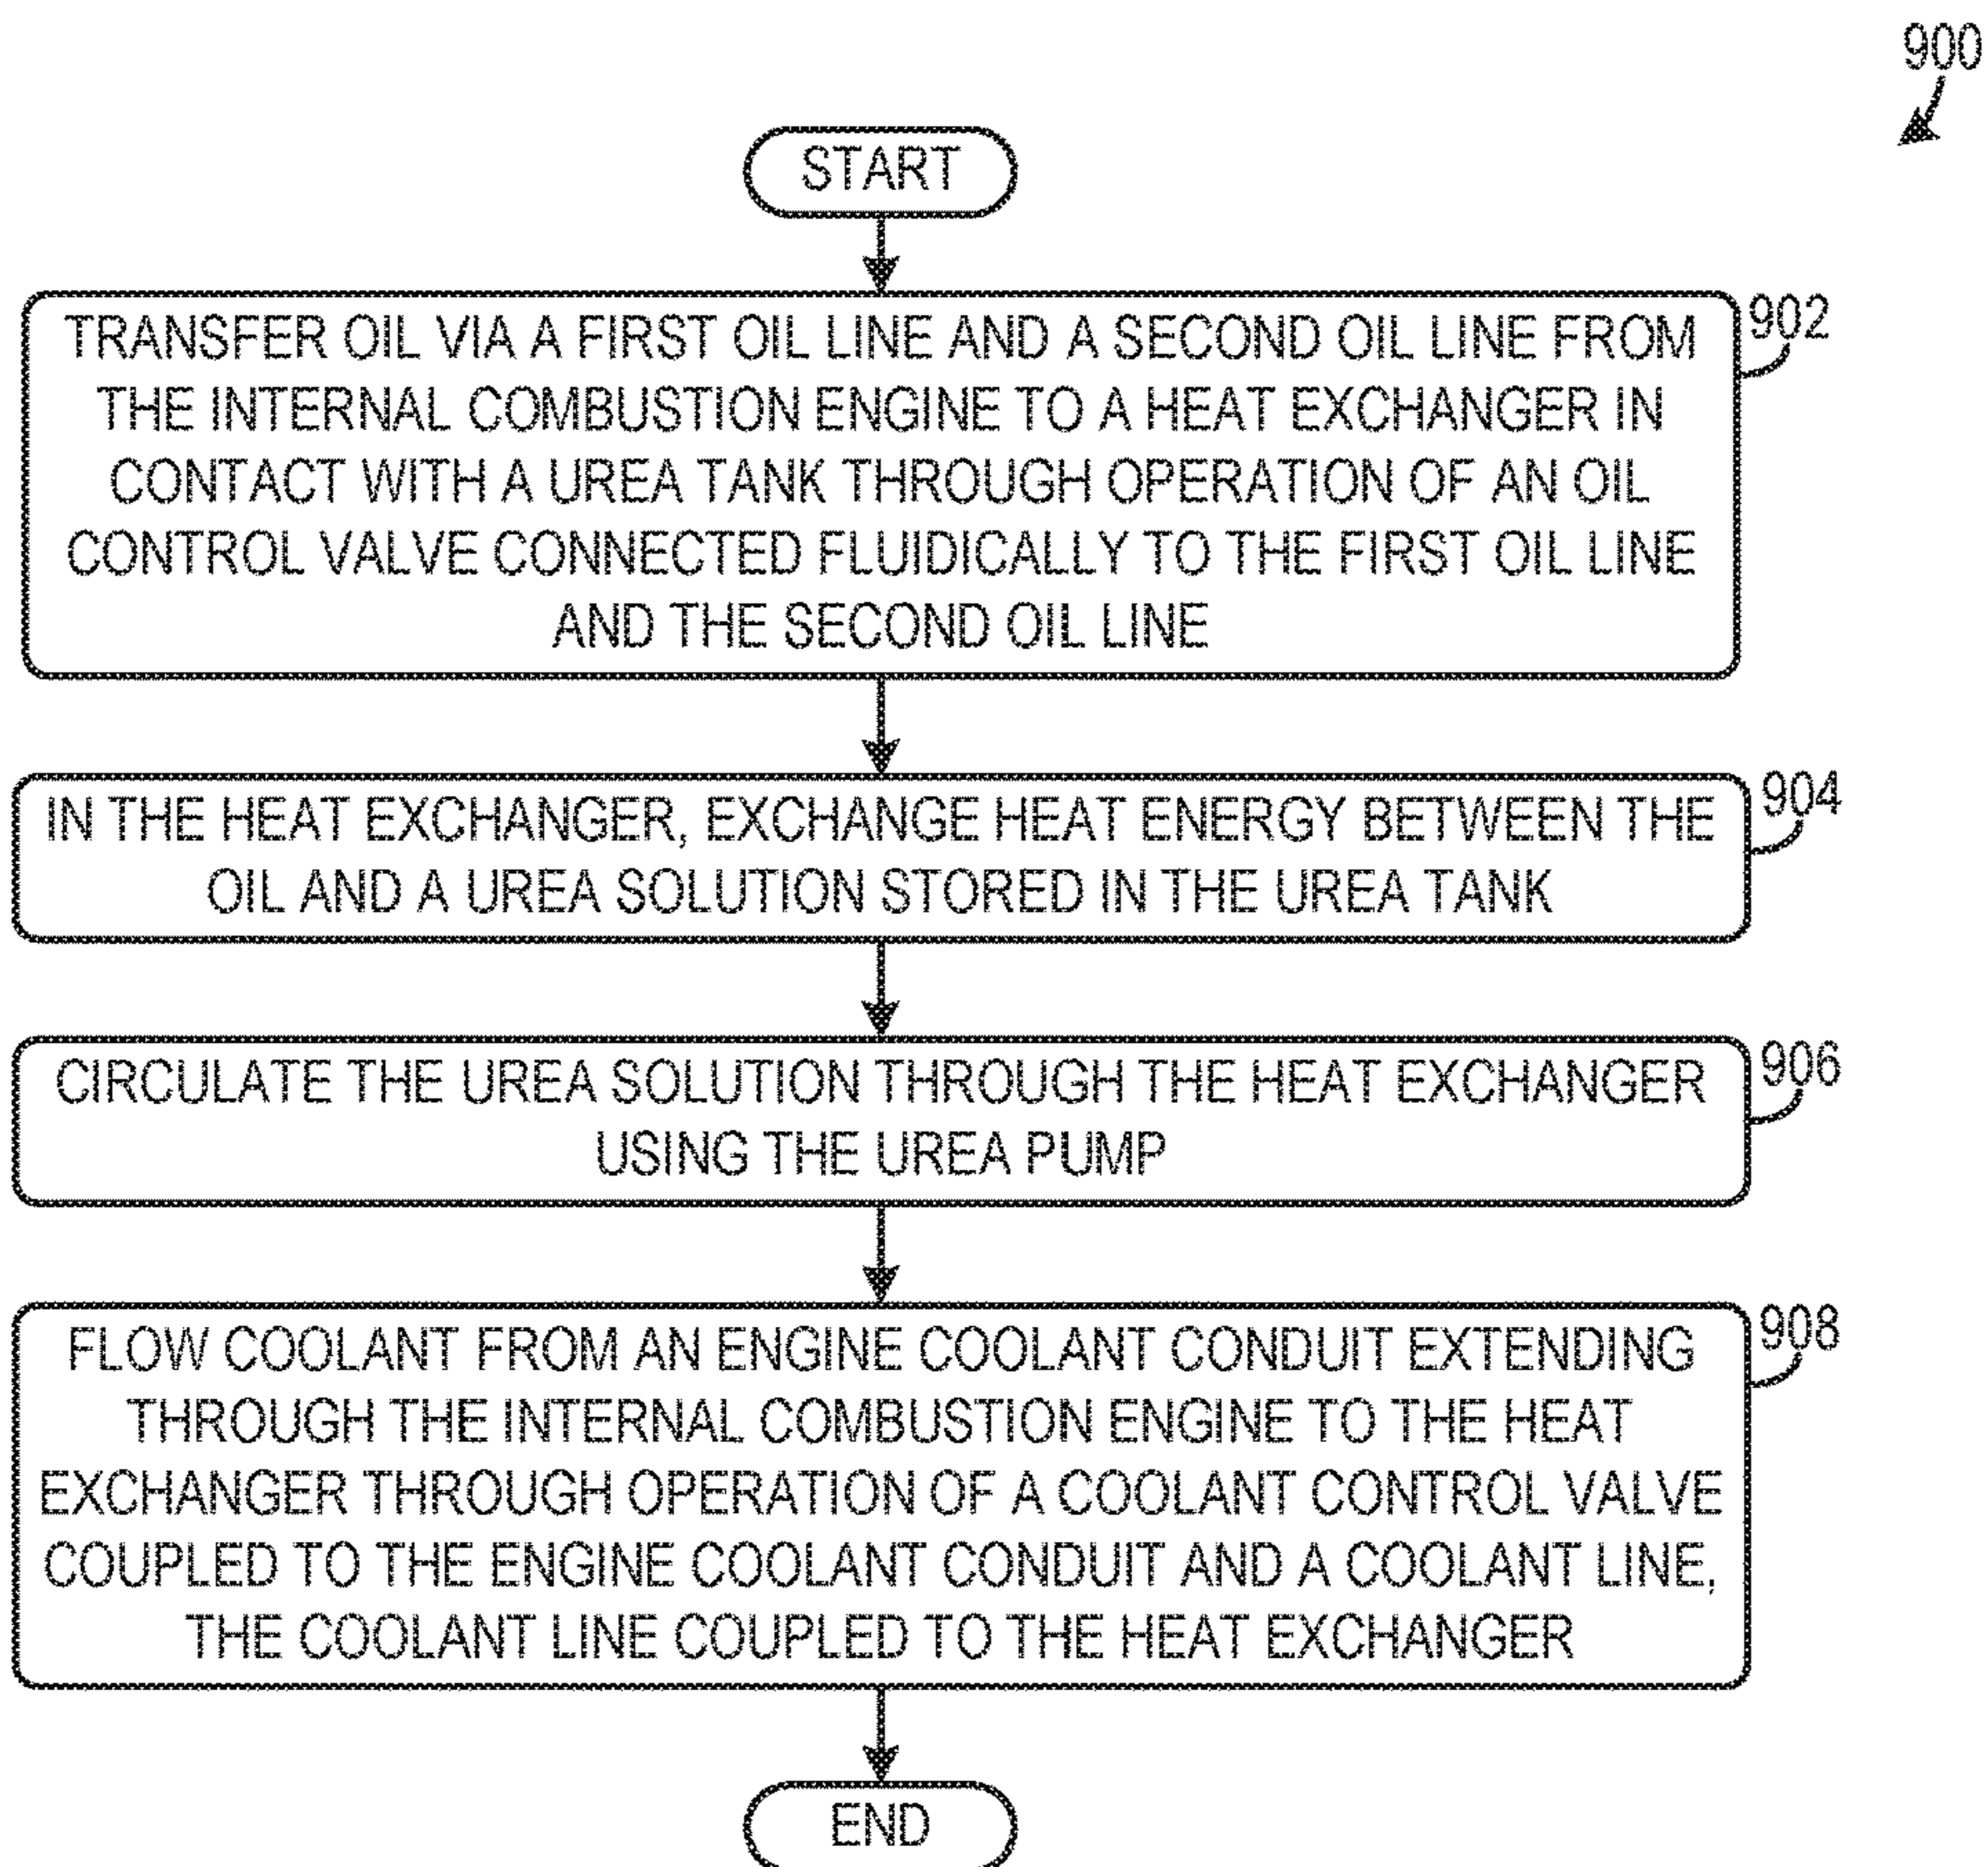 900
START
TRANSFER OIL VIA A FIRST OIL LINE AND A SECOND OIL LINE FROM
THE INTERNAL COMBUSTION ENGINE TO A HEAT EXCHANGER IN
CONTACT WITH A UREA TANK THROUGH OPERATION OF AN OIL
CONTROL VALVE CONNECTED FLUIDICALLY TO THE FIRST OIL LINE
AND THE SECOND OIL LINE
902
IN THE HEAT EXCHANGER, EXCHANGE HEAT ENERGY BETWEEN THE
OIL AND A UREA SOLUTION STORED IN THE UREA TANK
904
CIRCULATE THE UREA SOLUTION THROUGH THE HEAT EXCHANGER
USING THE UREA PUMP
906
FLOW COOLANT FROM AN ENGINE COOLANT CONDUIT EXTENDING
THROUGH THE INTERNAL COMBUSTION ENGINE TO THE HEAT
EXCHANGER THROUGH OPERATION OF A COOLANT CONTROL VALVE
COUPLED TO THE ENGINE COOLANT CONDUIT AND A COOLANT LINE,
THE COOLANT LINE COUPLED TO THE HEAT EXCHANGER
908
END